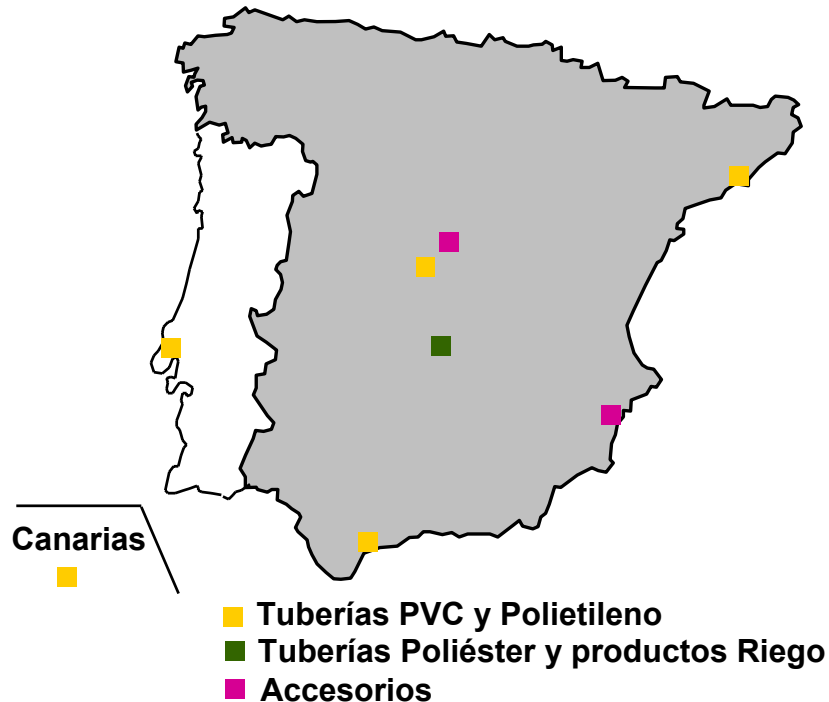 Canarias
Tuberías PVC y Polietileno
Tuberías Poliéster y productos Riego
Accesorios